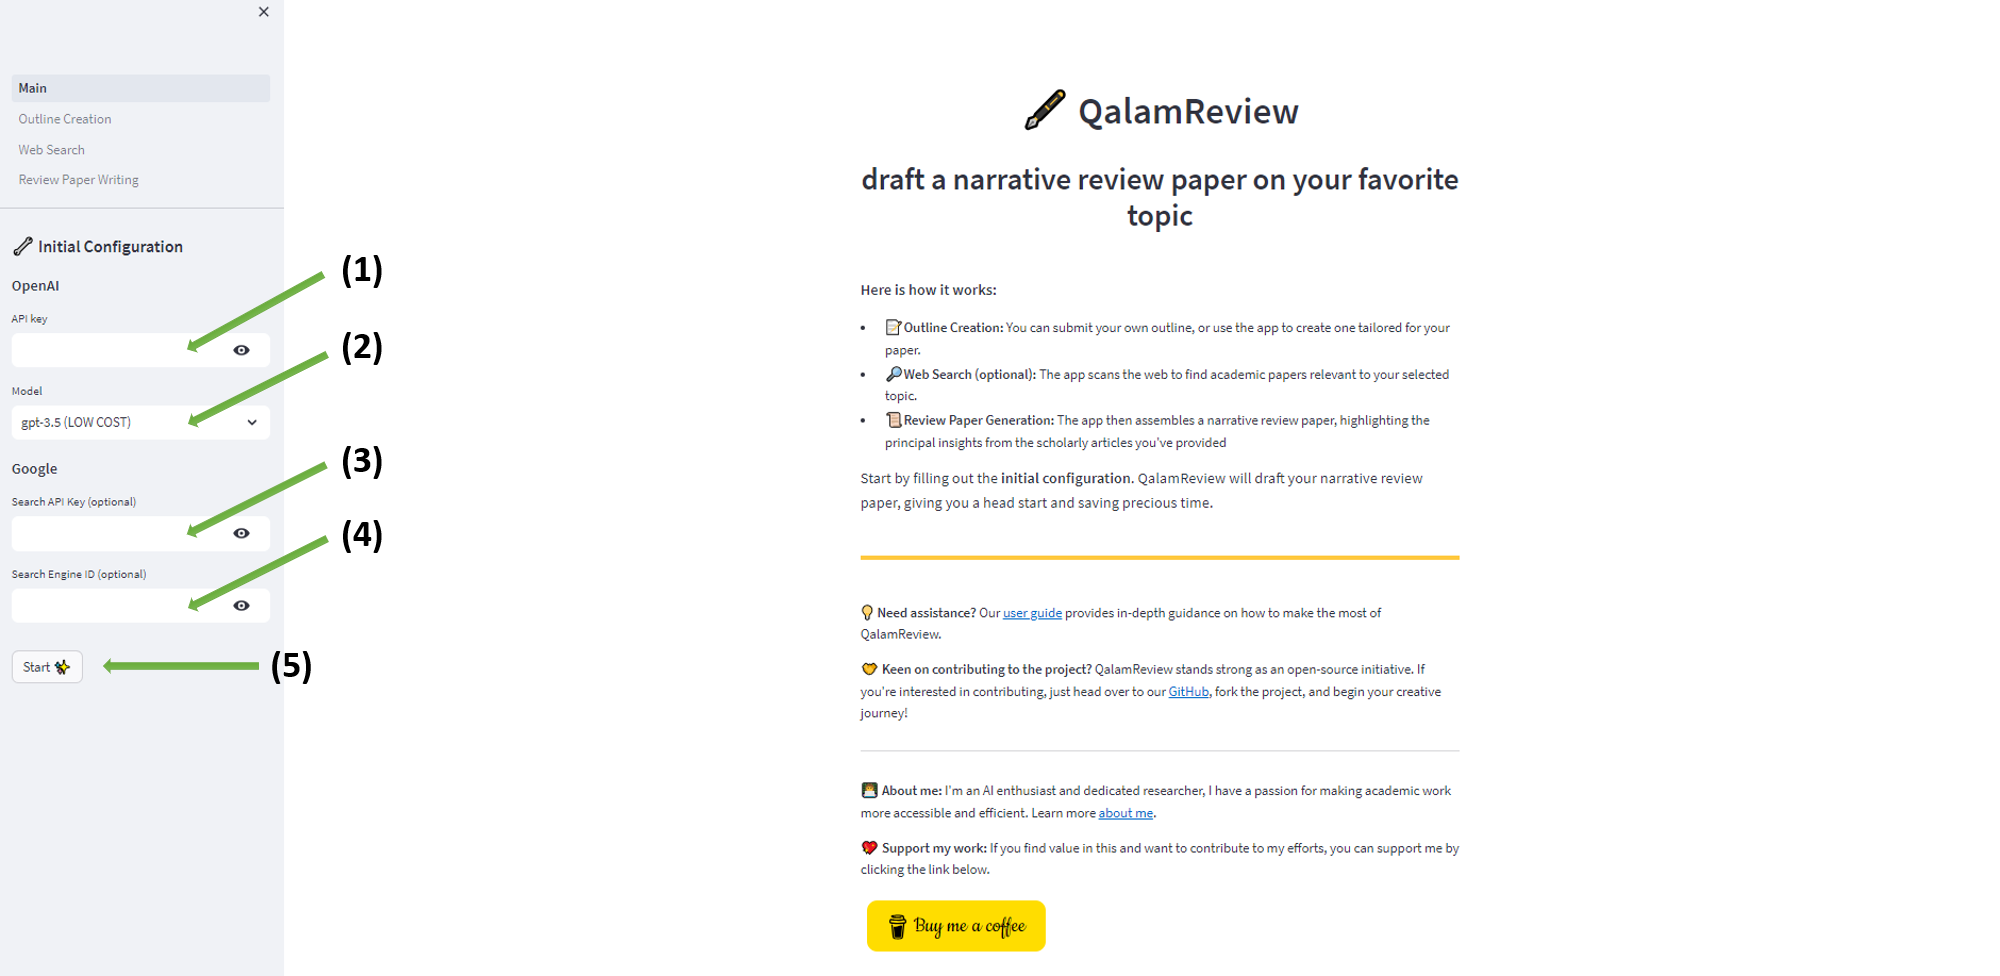 Main
Outline Creation
Web Search
Review Paper Writing
Initial Configuration
OpenAI
API key
Model
gpt-3.5 (LOW COST)
Google
Search API Key (optional)
Search Engine ID (optional)
Start
(1)
(2)
(3)
(4)
(5)
QalamReview
draft a narrative review paper on your favorite
topic
Here is how it works:
• Outline Creation: You can submit your own outline, or use the app to create one tailored for your
paper.
• Web Search (optional): The app scans the web to find academic papers relevant to your selected
topic.
• Review Paper Generation: The app then assembles a narrative review paper, highlighting the
principal insights from the scholarly articles you've provided
Start by filling out the initial configuration. QalamReview will draft your narrative review
paper, giving you a head start and saving precious time.
Need assistance? Our user guide provides in-depth guidance on how to make the most of
QalamReview.
Keen on contributing to the project? QalamReview stands strong as an open-source initiative. If
you're interested in contributing, just head over to our GitHub, fork the project, and begin your creative
journey!
About me: I'm an AI enthusiast and dedicated researcher, I have a passion for making academic work
more accessible and efficient. Learn more about me.
Support my work: If you find value in this and want to contribute to my efforts, you can support me by
clicking the link below.
Buy me a coffee